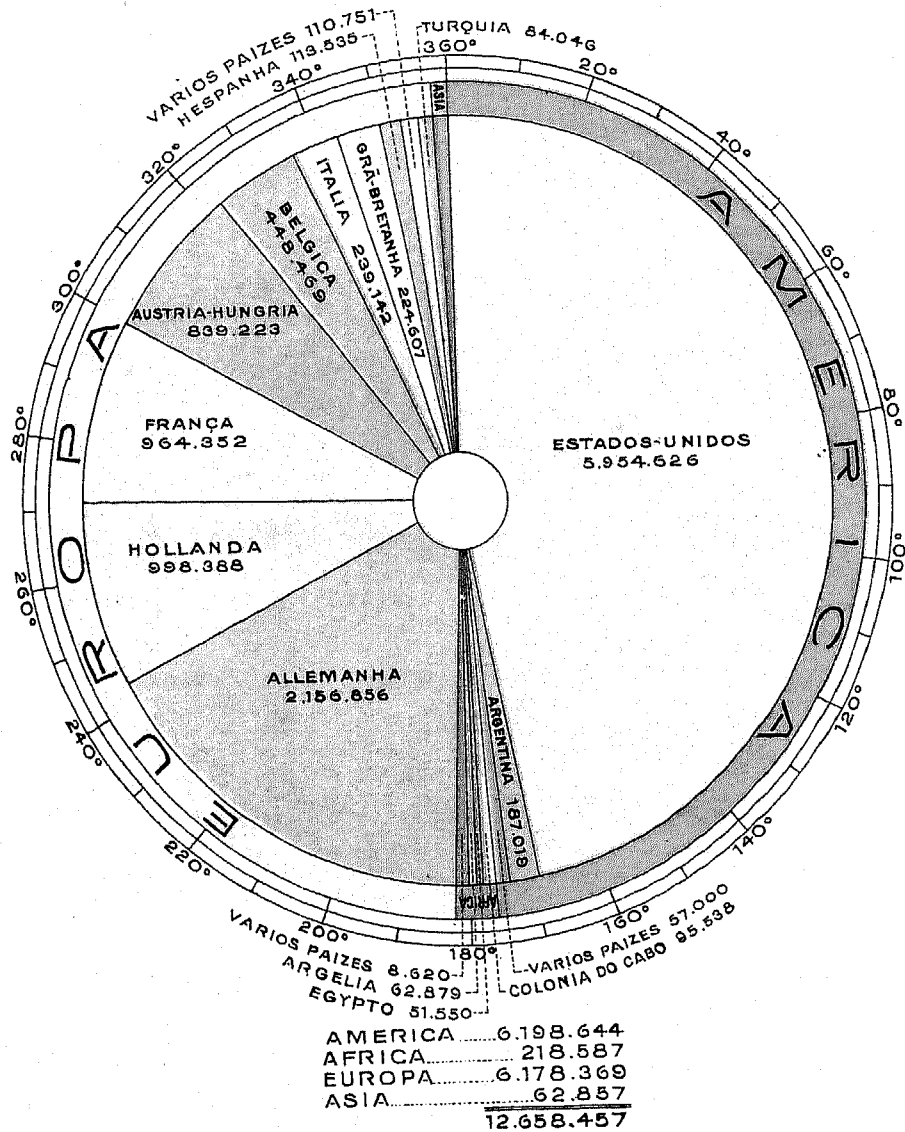 VARIOS PAIZES 110.751
HESPANHA 113.535
TURQUIA 84.046
360°
20°
40°
60°
80°
100°
120°
140°
160°
180°
200°
220°
240°
260°
280°
300°
320°
340°
ASIA
AMERICA
EUROPA
AFRICA
ITALIA 239.142
GRÃ-BRETANHA 224.607
BELGICA
448.469
AUSTRIA-HUNGRIA
839.223
FRANÇA
964.352
ESTADOS-UNIDOS
5.954.626
HOLLANDA
998.388
ALLEMANHA
2.156.856
ARGENTINA 187.019
VARIOS PAIZES 8.620
ARGELIA 62.879
EGYPTO 51.550
VARIOS PAIZES 57.000
COLONIA DO CABO 95.538
AMERICA.......6.198.644
AFRICA............218.587
EUROPA........6.178.369
ASIA................62.857
12.658.457